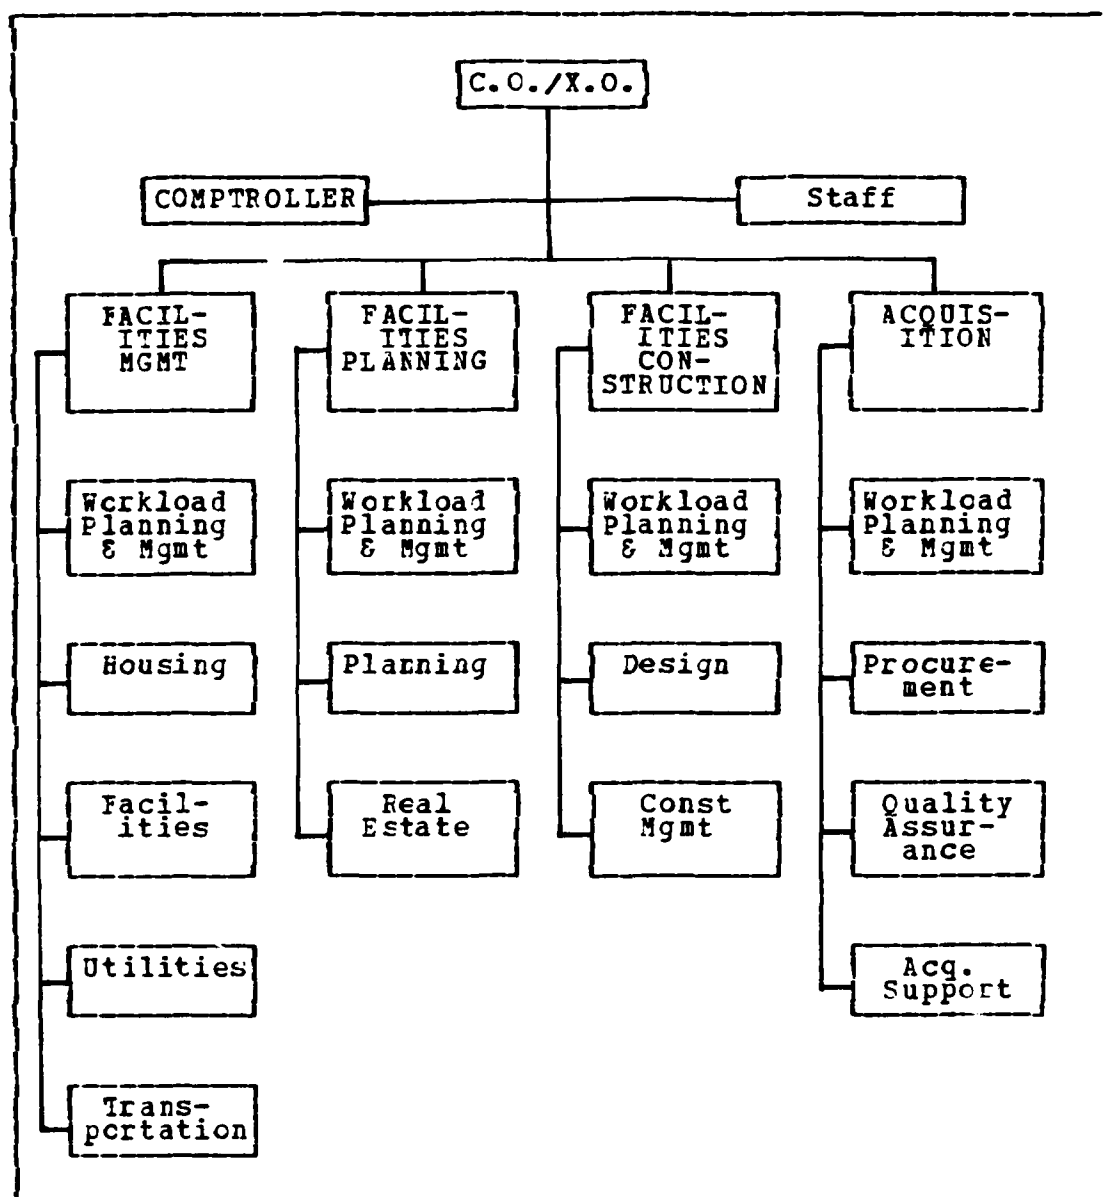 C.O./X.O.
COMPTROLLER
Staff
FACIL-
ITIES
MGMT
Workload
Planning
& Mgmt
Housing
Facil-
ities
Utilities
Trans-
portation
FACIL-
ITIES
PLANNING
Workload
Planning
& Mgmt
Planning
Real
Estate
FACIL-
ITIES
CON-
STRUCTION
Workload
Planning
& Mgmt
Design
Const
Mgmt
ACQUIS-
ITION
Workload
Planning
& Mgmt
Procure-
ment
Quality
Assur-
ance
Acq.
Support